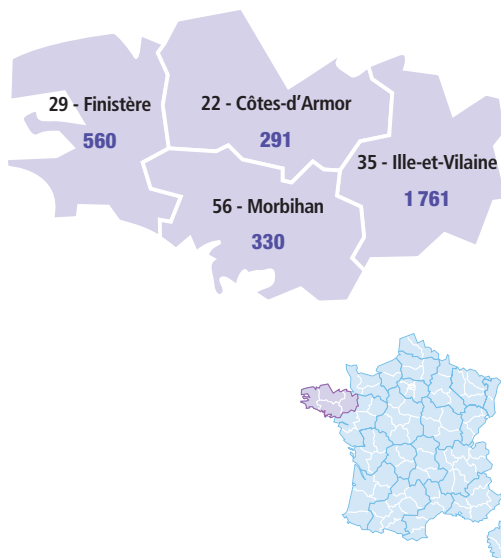 29 - Finistère
560
22 - Côtes-d'Armor
291
35 - Ille-et-Vilaine
1 761
56 - Morbihan
330